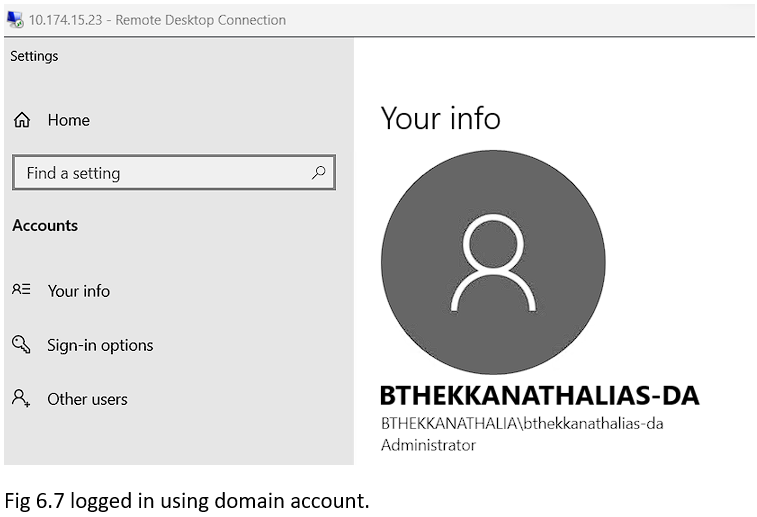 10.174.15.23 - Remote Desktop Connection
Settings
Home
Find a setting
Accounts
Your info
Sign-in options
Other users
Your info
BTHEKKANATHALIAS-DA
BTHEKKANATHALIA\bthekkanathalias-da
Administrator
Fig 6.7 logged in using domain account.